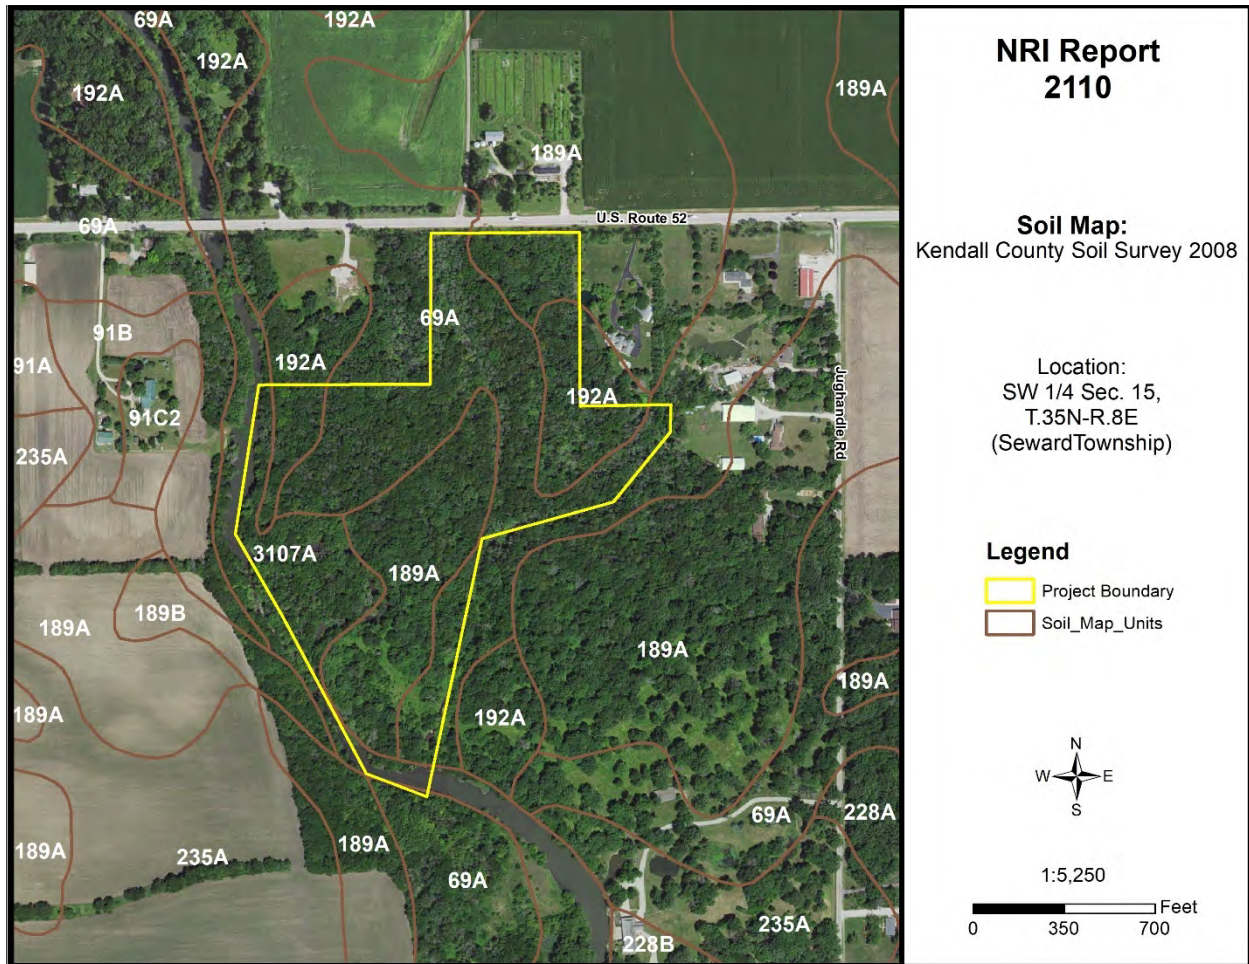 69A
192A
192A
192A
189A
189A
U.S. Route 52
69A
69A
192A
91B
91A
91C2
192A
235A
Jughandle Rd
3107A
189A
189B
189A
189A
189A
189A
192A
69A
228A
189A
189A
235A
69A
235A
228B
NRI Report
2110
Soil Map:
Kendall County Soil Survey 2008
Location:
SW 1/4 Sec. 15,
T.35N-R.8E
(SewardTownship)
Legend
Project Boundary
Soil_Map_Units
N
W E
S
1:5,250
Feet
0 350 700